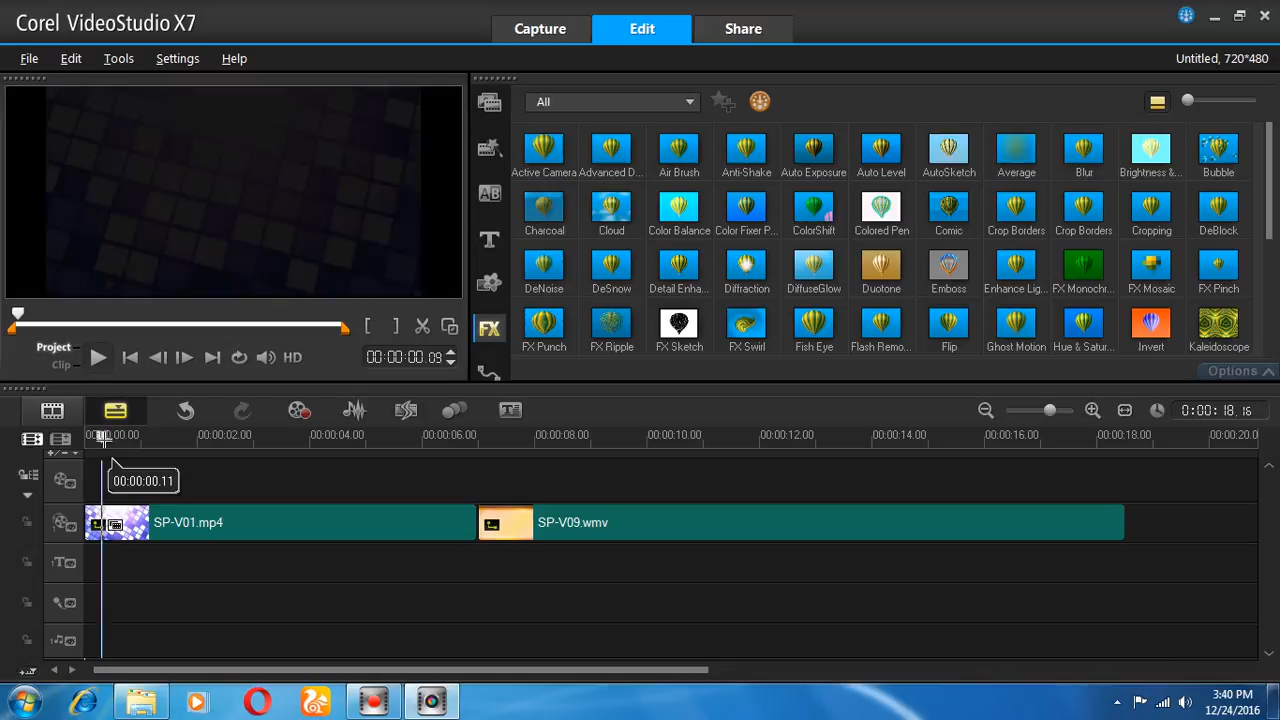 Corel VideoStudio X7
Capture Edit Share
File Edit Tools Settings Help
Untitled, 720*480
All
Active Camera Advanced D... Air Brush Anti-Shake Auto Exposure Auto Level AutoSketch Average Blur Brightness &... Bubble
Charcoal Cloud Color Balance Color Fixer P... ColorShift Colored Pen Comic Crop Borders Crop Borders Cropping DeBlock
DeNoise DeSnow Detail Enha... Diffraction DiffuseGlow Duotone Emboss Enhance Lig... FX Monochr... FX Mosaic FX Pinch
FX Punch FX Ripple FX Sketch FX Swirl Fish Eye Flash Remo... Flip Ghost Motion Hue & Satur... Invert Kaleidoscope
AB
T
FX
Project
Clip
HD
00:00:00.09
Options
0:00:18.16
00:00:02.00 00:00:04.00 00:00:06.00 00:00:08.00 00:00:10.00 00:00:12.00 00:00:14.00 00:00:16.00 00:00:18.00 00:00:20.0
00:00:00.11
SP-V01.mp4 SP-V09.wmv
3:40 PM
12/24/2016